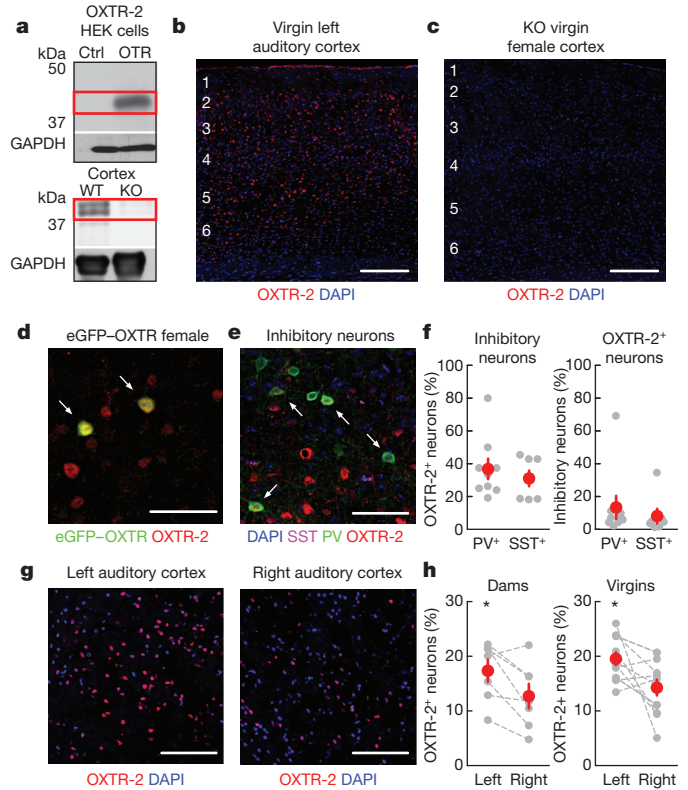 a
OXTR-2
HEK cells
kDa
Ctrl OTR
50
37
GAPDH
Cortex
kDa
WT KO
37
GAPDH
b
Virgin left
auditory cortex
1
2
3
4
5
6
OXTR-2 DAPI
c
KO virgin
female cortex
1
2
3
4
5
6
OXTR-2 DAPI
d
eGFP–OXTR female
eGFP–OXTR OXTR-2
e
Inhibitory neurons
DAPI SST PV OXTR-2
f
Inhibitory
neurons
OXTR-2+ neurons (%)
100
80
60
40
20
0
PV+ SST+
OXTR-2+
neurons
Inhibitory neurons (%)
100
80
60
40
20
0
PV+ SST+
g
Left auditory cortex
OXTR-2 DAPI
Right auditory cortex
OXTR-2 DAPI
h
Dams
OXTR-2+ neurons (%)
30
20
10
0
*
Left Right
Virgins
OXTR-2+ neurons (%)
30
20
10
0
*
Left Right